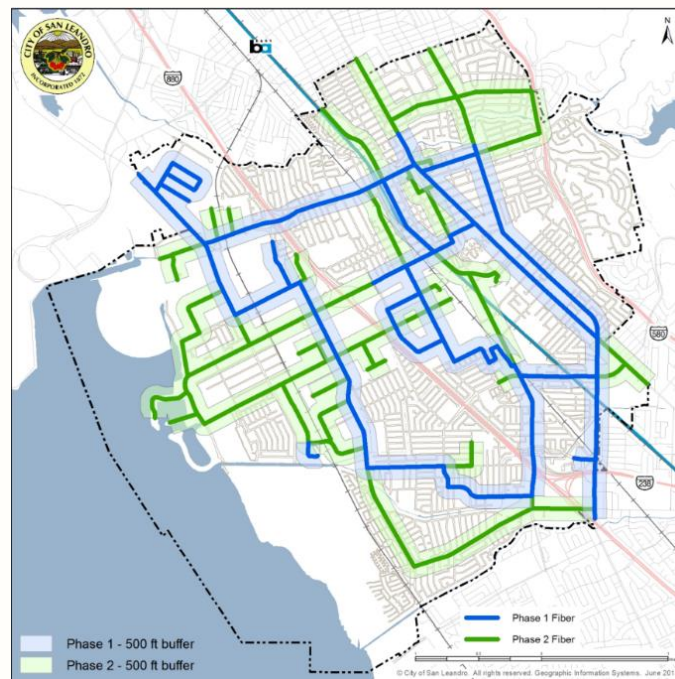 CITY OF SAN LEANDRO
INCORPORATED 1872
N
880
580
238
Phase 1 - 500 ft buffer
Phase 2 - 500 ft buffer
Phase 1 Fiber
Phase 2 Fiber
© City of San Leandro. All rights reserved. Geographic Information Systems. June 201